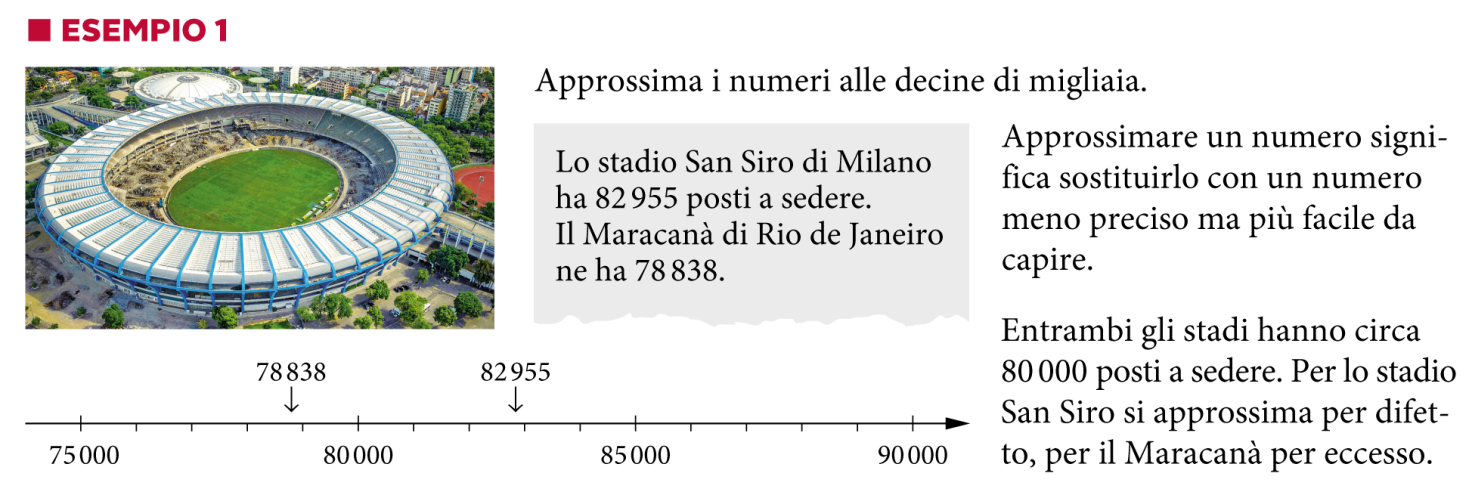 ESEMPIO 1
Approssima i numeri alle decine di migliaia.
Lo stadio San Siro di Milano
ha 82 955 posti a sedere.
Il Maracanà di Rio de Janeiro
ne ha 78 838.
Approssimare un numero signi-
fica sostituirlo con un numero
meno preciso ma più facile da
capire.
Entrambi gli stadi hanno circa
80 000 posti a sedere. Per lo stadio
San Siro si approssima per difet-
to, per il Maracanà per eccesso.
78 838 82 955
75 000 80 000 85 000 90 000